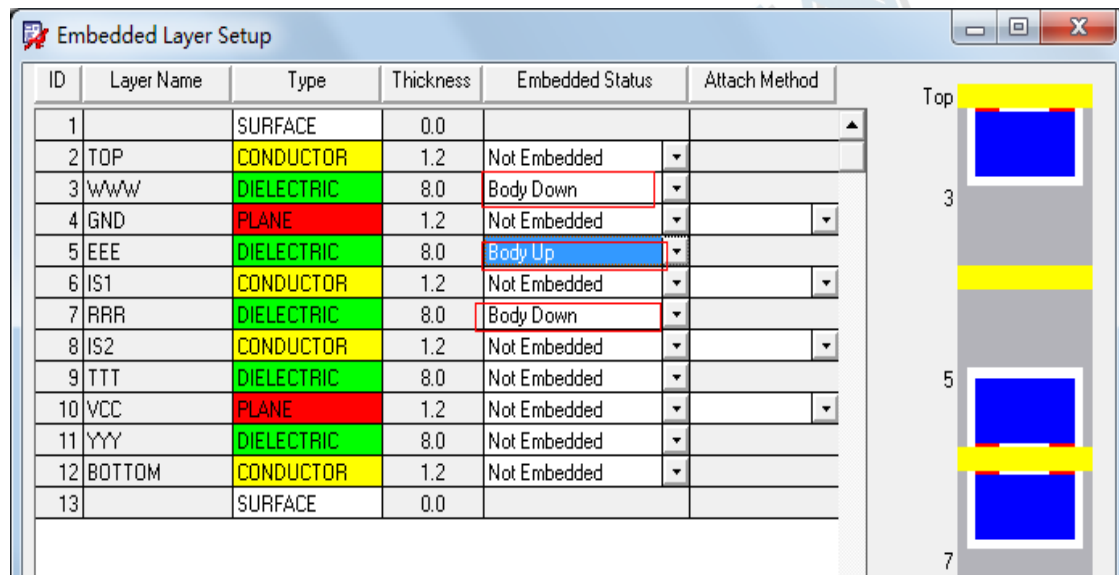 Embedded Layer Setup
ID Layer Name Type Thickness Embedded Status Attach Method
1 SURFACE 0.0
2 TOP CONDUCTOR 1.2 Not Embedded
3 WWW DIELECTRIC 8.0 Body Down
4 GND PLANE 1.2 Not Embedded
5 EEE DIELECTRIC 8.0 Body Up
6 IS1 CONDUCTOR 1.2 Not Embedded
7 RRR DIELECTRIC 8.0 Body Down
8 IS2 CONDUCTOR 1.2 Not Embedded
9 TTT DIELECTRIC 8.0 Not Embedded
10 VCC PLANE 1.2 Not Embedded
11 YYY DIELECTRIC 8.0 Not Embedded
12 BOTTOM CONDUCTOR 1.2 Not Embedded
13 SURFACE 0.0
Top
3
5
7